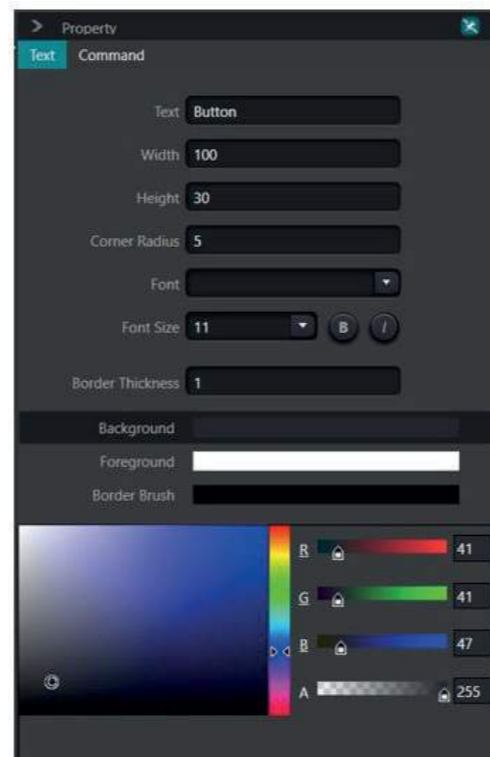 Property
Text Command
Text Button
Width 100
Height 30
Corner Radius 5
Font
Font Size 11 B I
Border Thickness 1
Background
Foreground
Border Brush
R 41
G 41
B 47
A 255